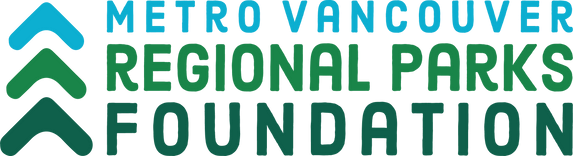 METRO VANCOUVER
REGIONAL PARKS
FOUNDATION